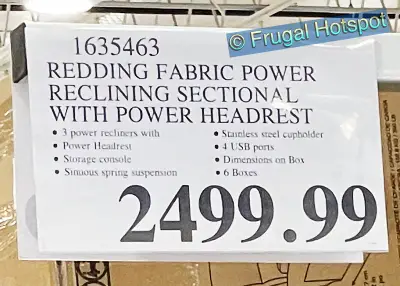 © Frugal Hotspot
1635463
REDDING FABRIC POWER
RECLINING SECTIONAL
WITH POWER HEADREST
• 3 power recliners with
• Power Headrest
• Storage console
• Sinuous spring suspension
• Stainless steel cupholder
• 4 USB ports
• Dimensions on Box
• 6 Boxes
2499.99